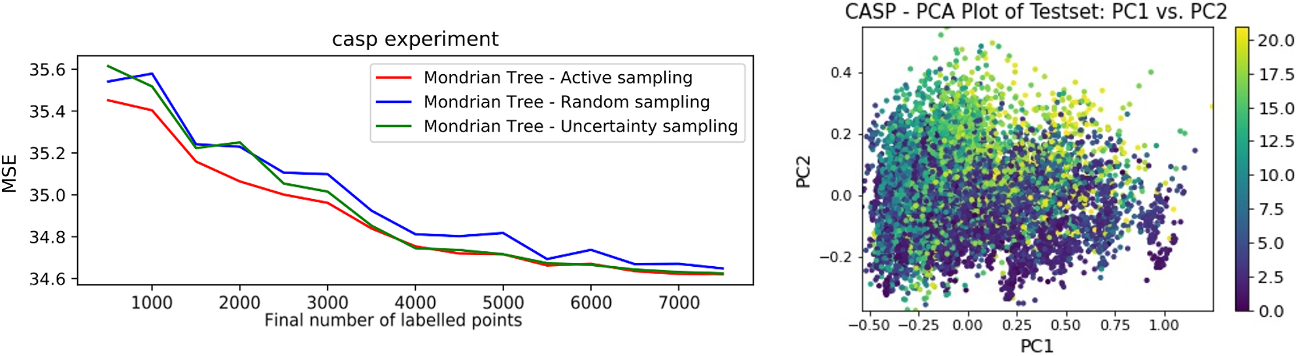 casp experiment
35.6
35.4
35.2
35.0
34.8
34.6
MSE
Mondrian Tree - Active sampling
Mondrian Tree - Random sampling
Mondrian Tree - Uncertainty sampling
1000 2000 3000 4000 5000 6000 7000
Final number of labelled points
CASP - PCA Plot of Testset: PC1 vs. PC2
0.4
0.2
0.0
−0.2
PC2
−0.50 −0.25 0.00 0.25 0.50 0.75 1.00
PC1
20.0
17.5
15.0
12.5
10.0
7.5
5.0
2.5
0.0